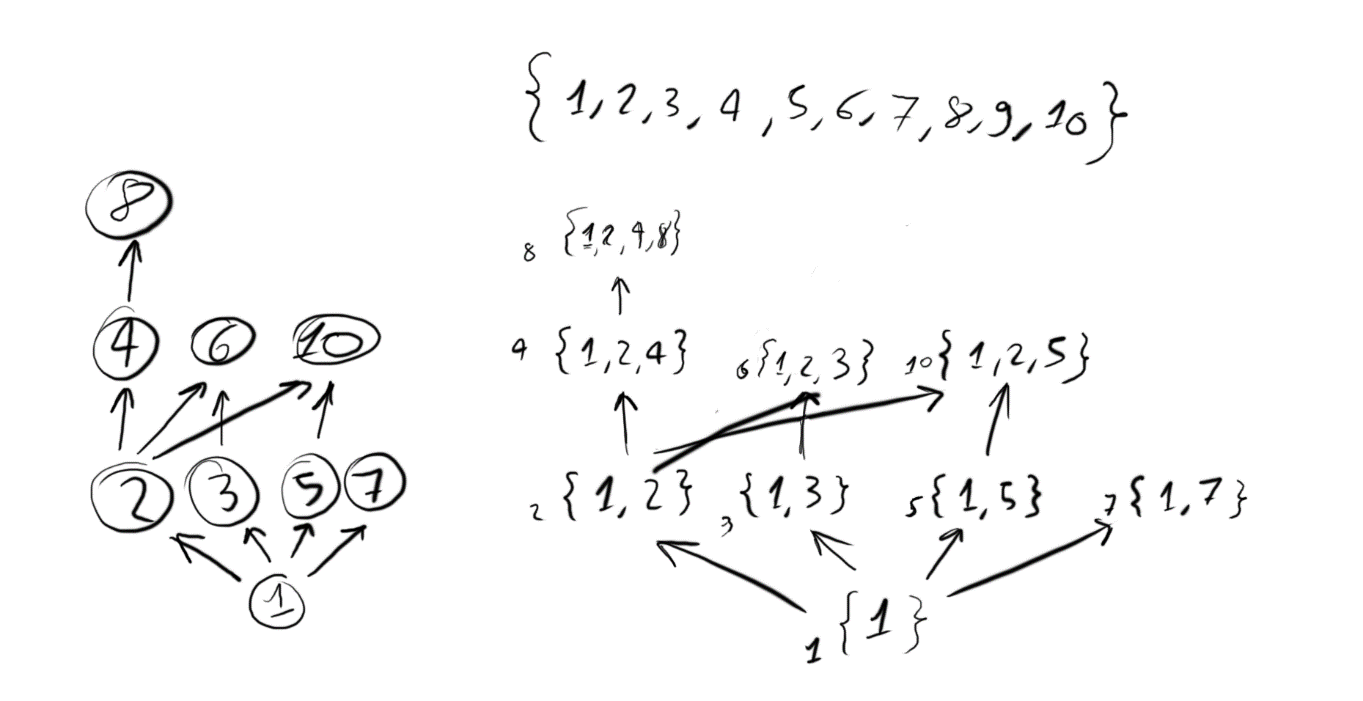 {1,2,3,4,5,6,7,8,9,10}
8
4 6 10
2 3 5 7
1
8 {1,2,4,8}
4 {1,2,4} 6{1,2,3} 10{1,2,5}
2 {1,2} 3 {1,3} 5{1,5} 7{1,7}
1 {1}